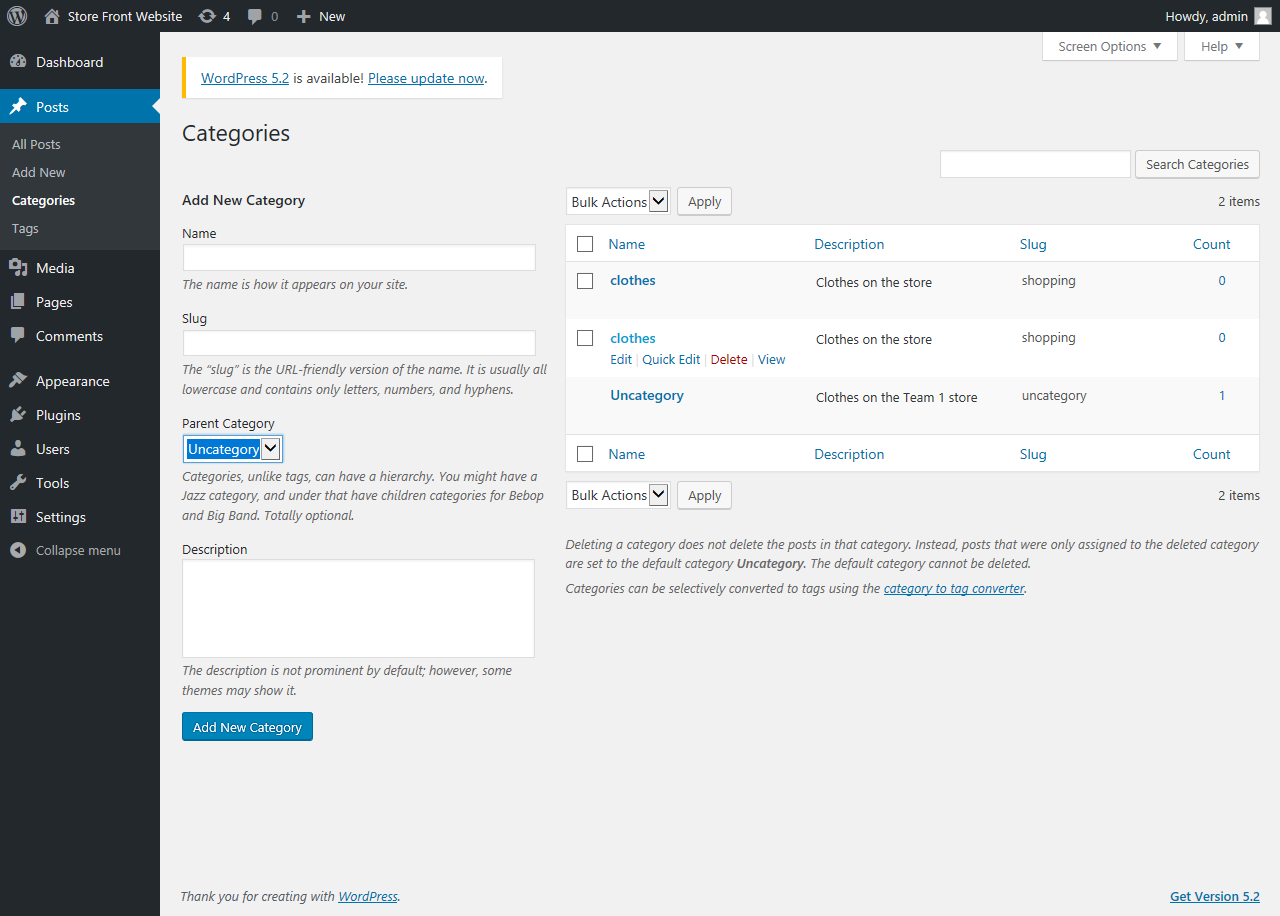 Store Front Website 4 0 New Howdy, admin
Screen Options Help
Dashboard
Posts
All Posts
Add New
Categories
Tags
Media
Pages
Comments
Appearance
Plugins
Users
Tools
Settings
Collapse menu
WordPress 5.2 is available! Please update now.
Categories
Search Categories
Add New Category
Name
The name is how it appears on your site.
Slug
The "slug" is the URL-friendly version of the name. It is usually all
lowercase and contains only letters, numbers, and hyphens.
Parent Category
Uncategory
Categories, unlike tags, can have a hierarchy. You might have a
Jazz category, and under that have children categories for Bebop
and Big Band. Totally optional.
Description
The description is not prominent by default; however, some
themes may show it.
Add New Category
Bulk Actions Apply 2 items
Name Description Slug Count
clothes Clothes on the store shopping 0
clothes Clothes on the store shopping 0
Edit | Quick Edit | Delete | View
Uncategory Clothes on the Team 1 store uncategory 1
Name Description Slug Count
Bulk Actions Apply 2 items
Deleting a category does not delete the posts in that category. Instead, posts that were only assigned to the deleted category
are set to the default category Uncategory. The default category cannot be deleted.
Categories can be selectively converted to tags using the category to tag converter.
Thank you for creating with WordPress. Get Version 5.2